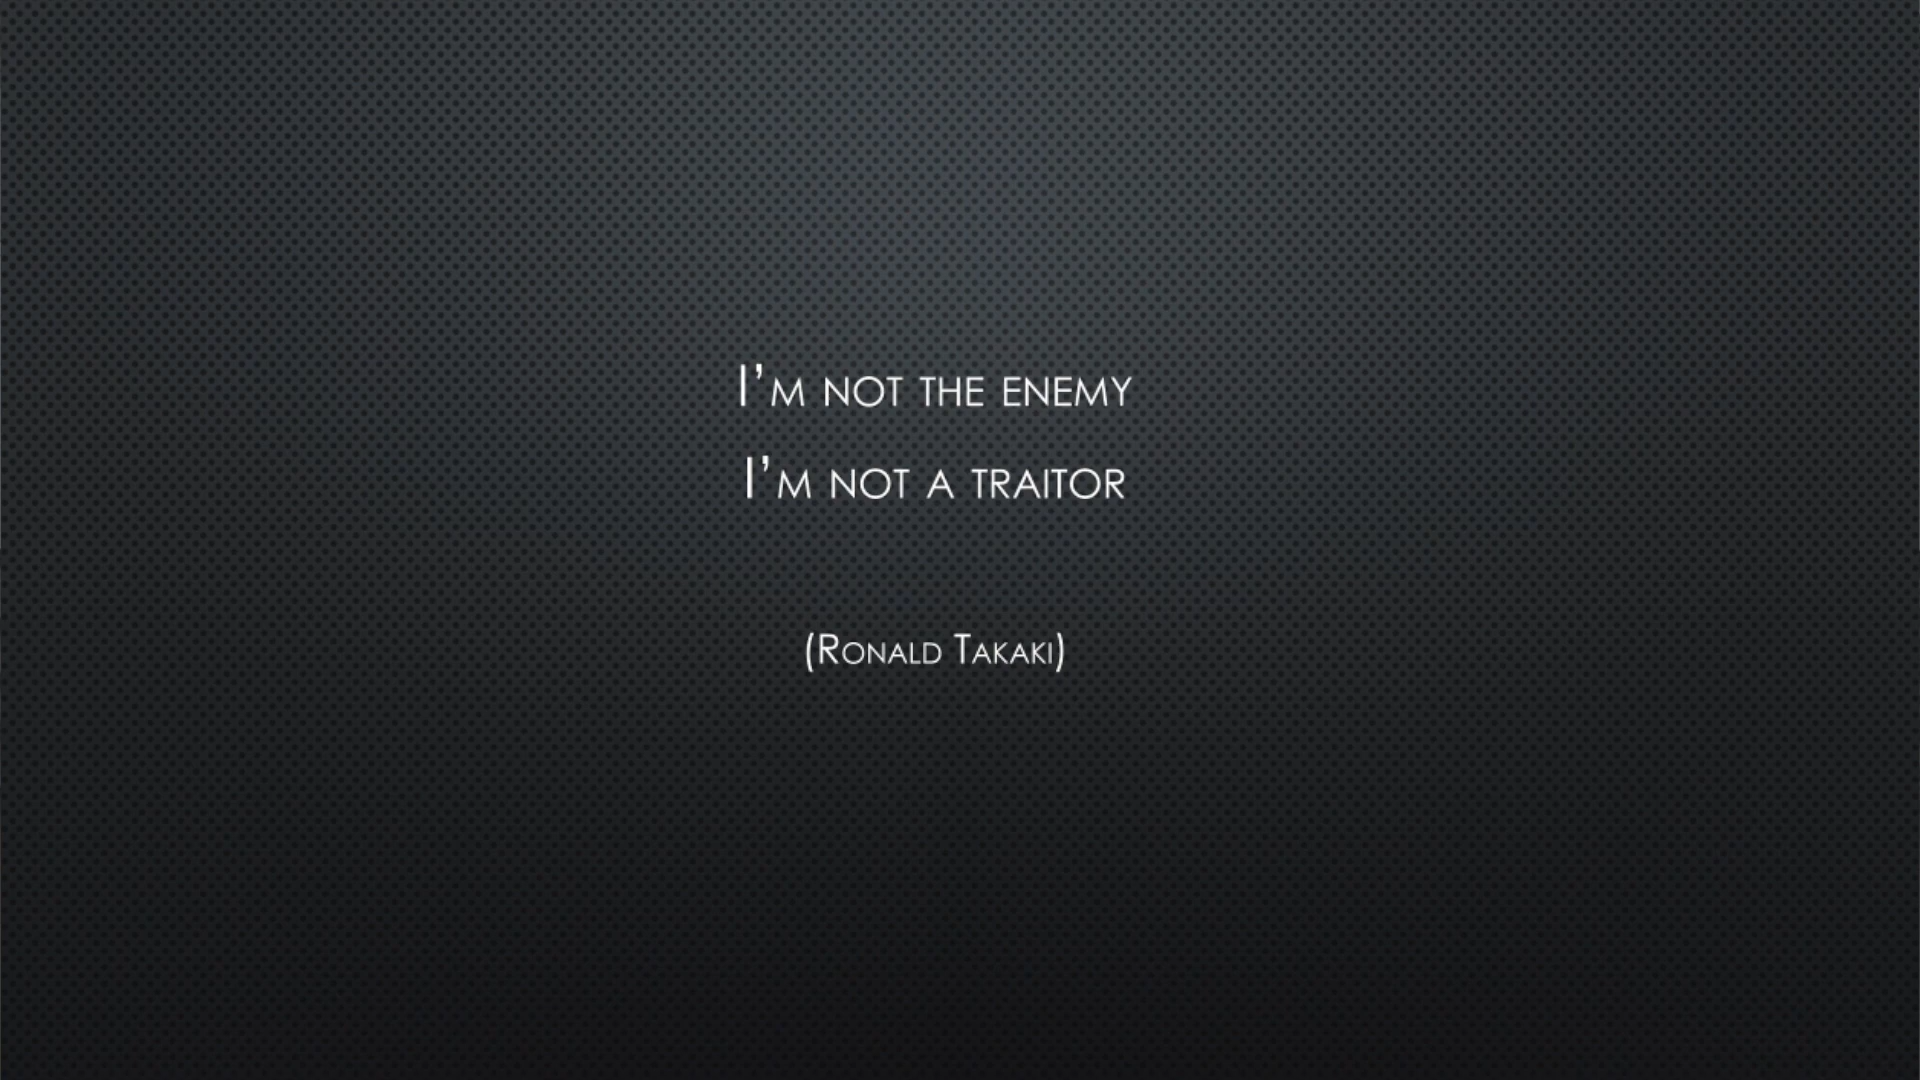 I'm not the enemy
I'm not a traitor
(Ronald Takaki)